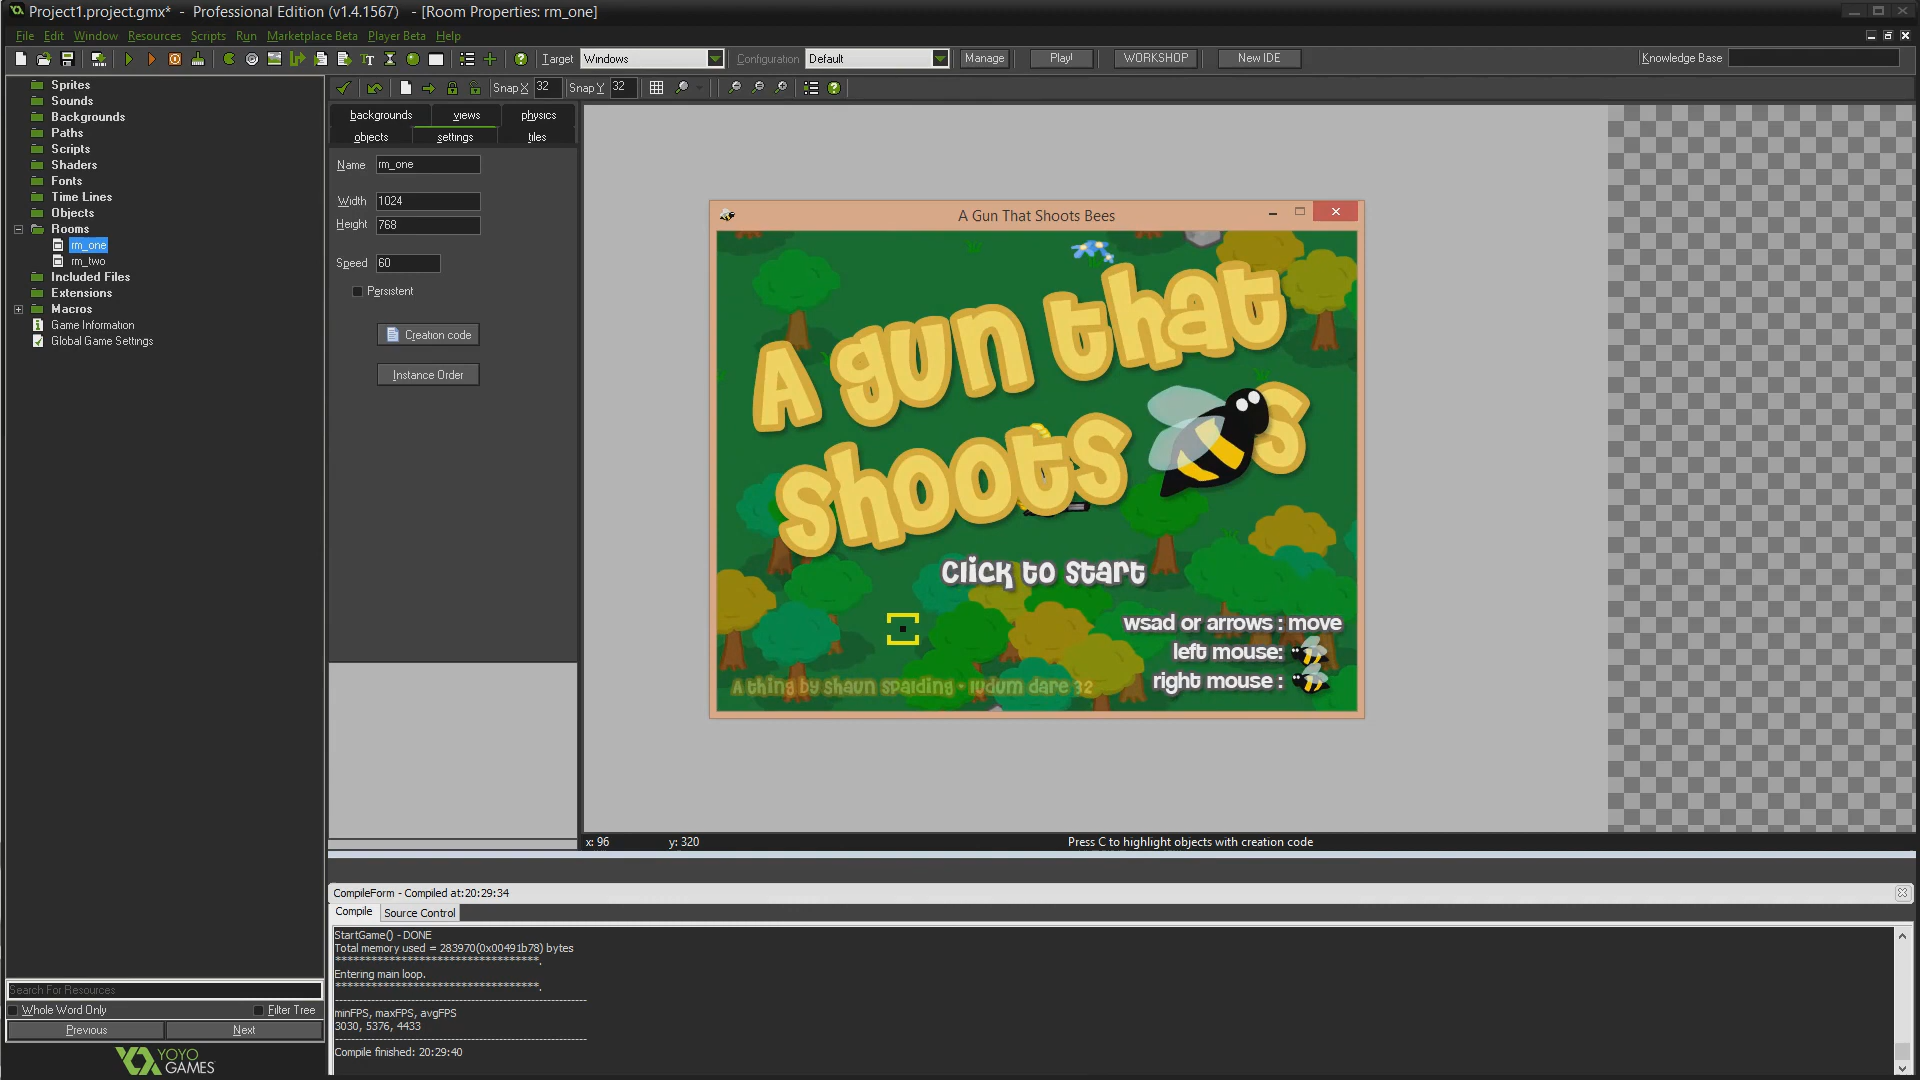 Project1.project.gmx* - Professional Edition (v1.4.1567) - [Room Properties: rm_one]
File Edit Window Resources Scripts Run Marketplace Beta Player Beta Help
Target Windows Configuration Default Manage Play! WORKSHOP New IDE Knowledge Base
Snap X 32 Snap Y 32
Sprites
Sounds
Backgrounds
Paths
Scripts
Shaders
Fonts
Time Lines
Objects
Rooms
rm_one
rm_two
Included Files
Extensions
Macros
Game Information
Global Game Settings
Search For Resources
Whole Word Only Filter Tree
Previous Next
YOYO
GAMES
backgrounds views physics
objects settings tiles
Name rm_one
Width 1024
Height 768
Speed 60
Persistent
Creation code
Instance Order
A Gun That Shoots Bees
A gun that
shoots s
Click to start
wsad or arrows : move
left mouse:
right mouse :
A thing by shaun spalding • ludum dare 32
x: 96 y: 320 Press C to highlight objects with creation code
CompileForm - Compiled at:20:29:34
Compile Source Control
StartGame() - DONE
Total memory used = 283970(0x00491b78) bytes
**********************************.
Entering main loop.
**********************************.
--------------------------------------------------------------
minFPS, maxFPS, avgFPS
3030, 5376, 4433
--------------------------------------------------------------
Compile finished: 20:29:40